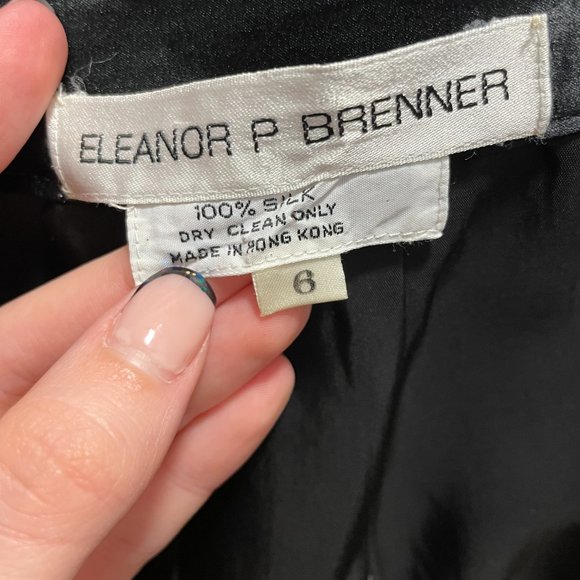 ELEANOR P BRENNER
100% SILK
DRY CLEAN ONLY
MADE IN HONG KONG
6